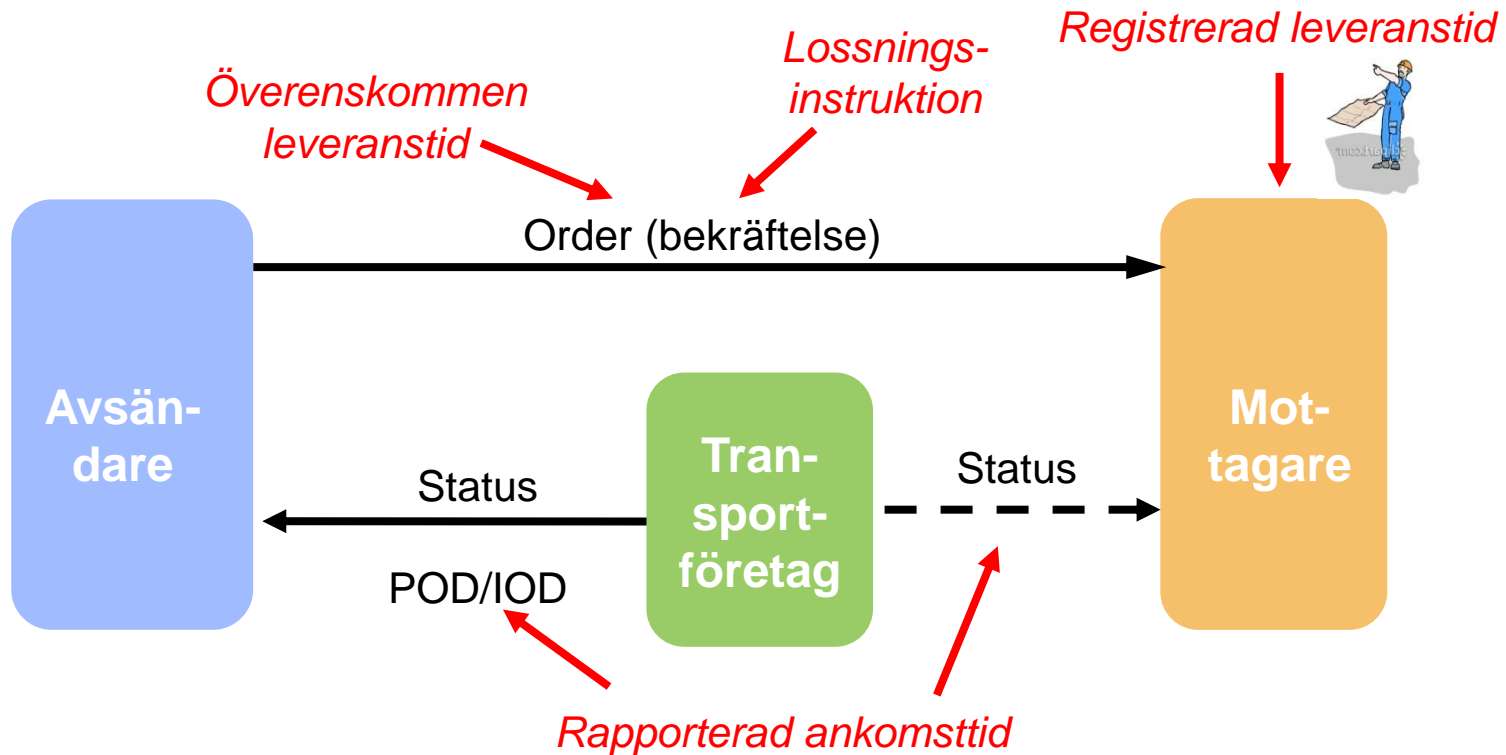 Registrerad leveranstid
Lossnings-
instruktion
Överenskommen
leveranstid
Order (bekräftelse)
Avsän-
dare
Status
POD/IOD
Tran-
sport-
företag
Status
Mot-
tagare
Rapporterad ankomsttid